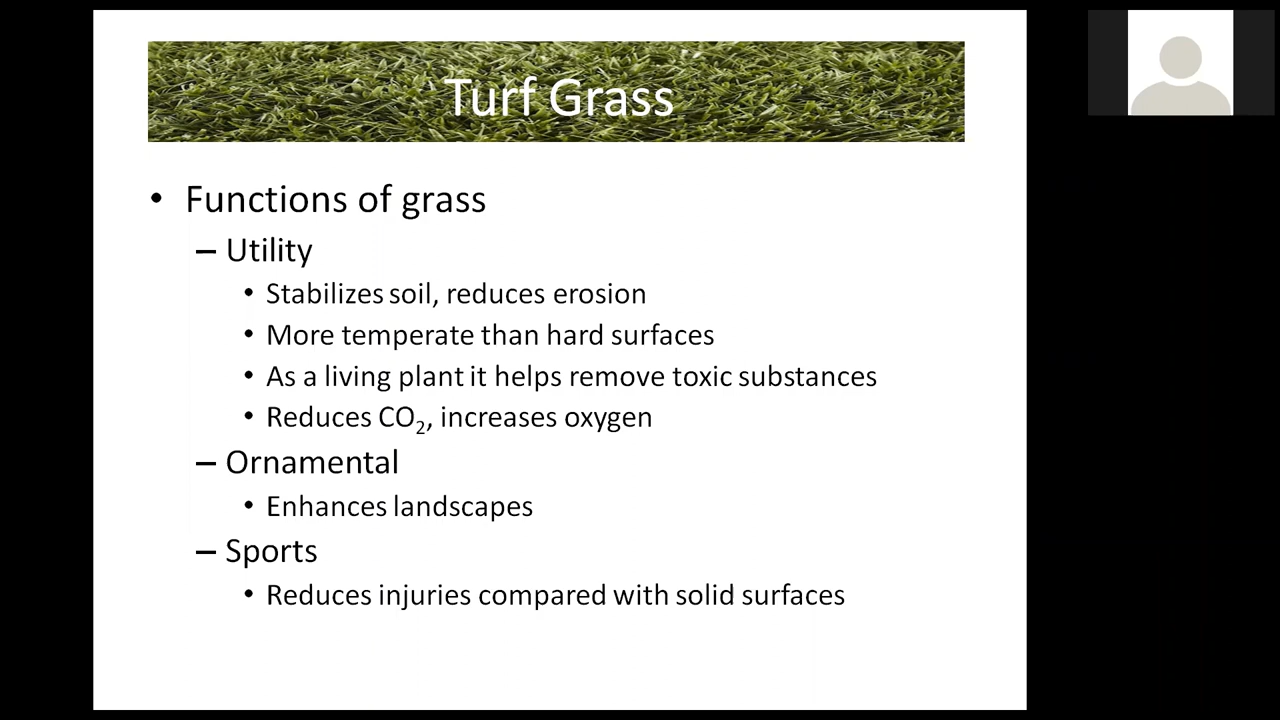 Turf Grass
• Functions of grass
– Utility
• Stabilizes soil, reduces erosion
• More temperate than hard surfaces
• As a living plant it helps remove toxic substances
• Reduces CO₂, increases oxygen
– Ornamental
• Enhances landscapes
– Sports
• Reduces injuries compared with solid surfaces